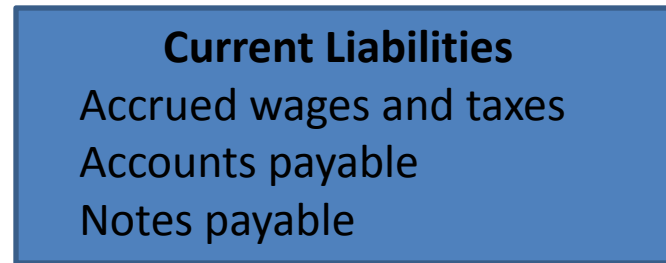 Current Liabilities
Accrued wages and taxes
Accounts payable
Notes payable